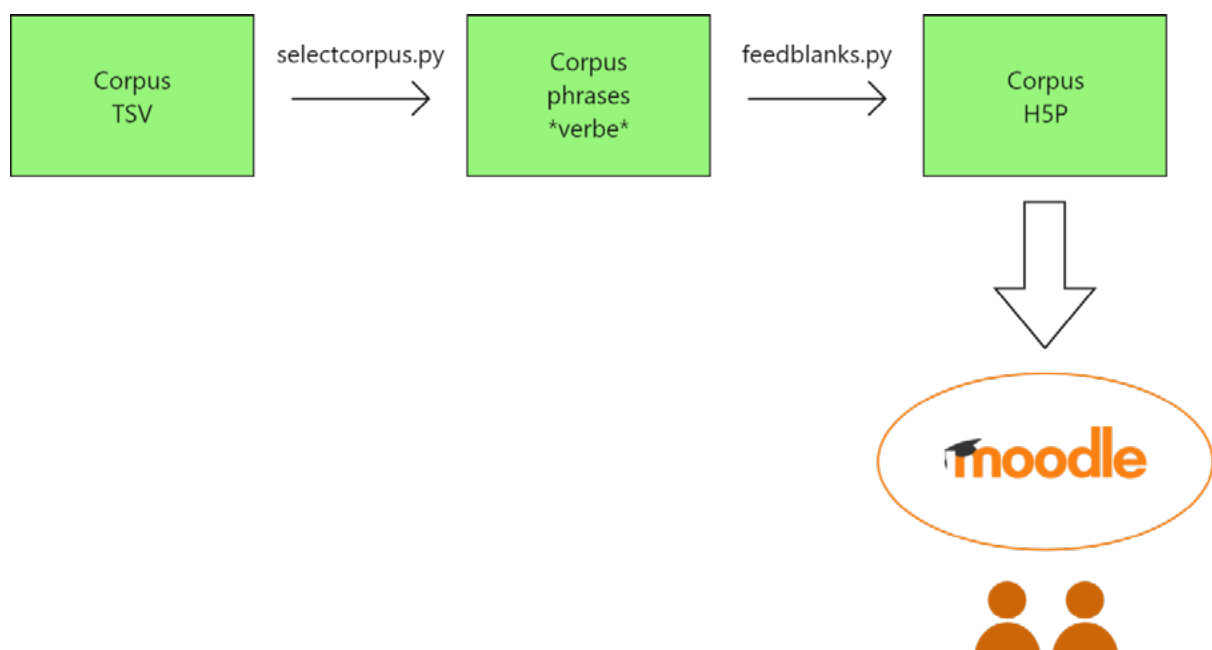 Corpus
TSV
selectcorpus.py
Corpus
phrases
*verbe*
feedblanks.py
Corpus
H5P
moodle